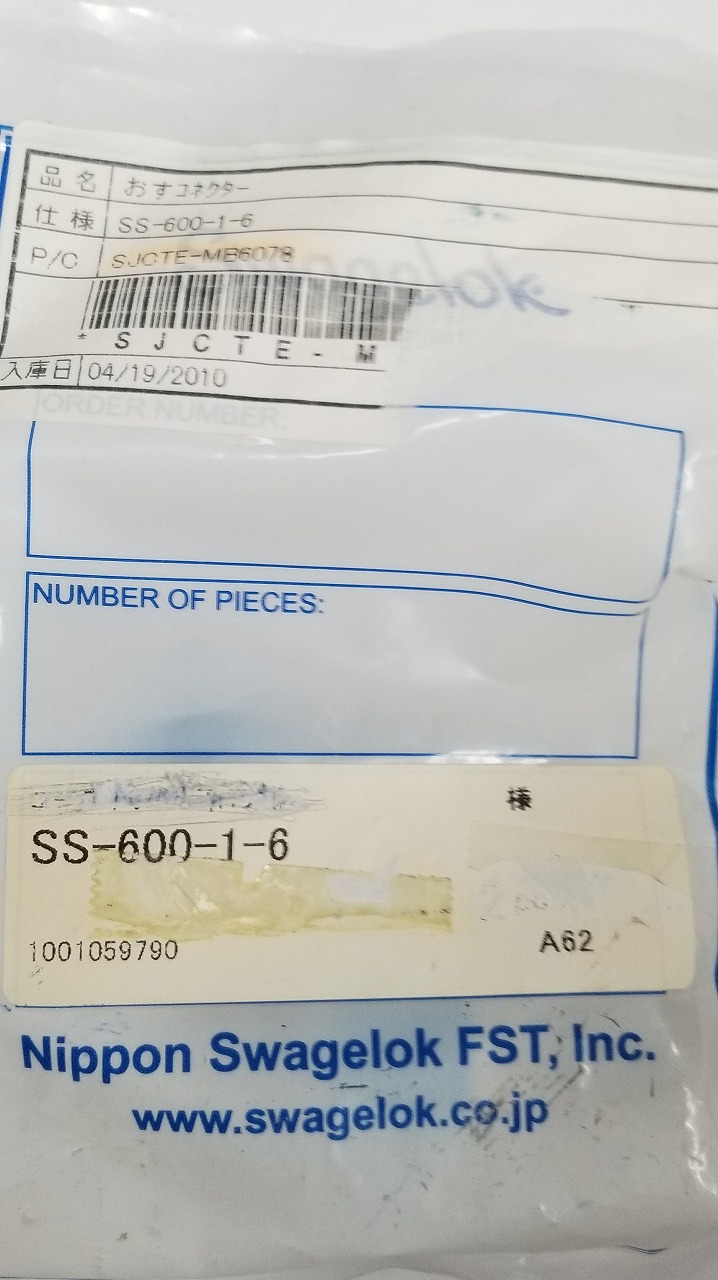 品名 おすコネクター
仕様 SS-600-1-6
P/C SJCTE-MB6078
* S J C T E - M
入庫日 04/19/2010
ORDER NUMBER:
NUMBER OF PIECES:
様
SS-600-1-6
1001059790 A62
Nippon Swagelok FST, Inc.
www.swagelok.co.jp